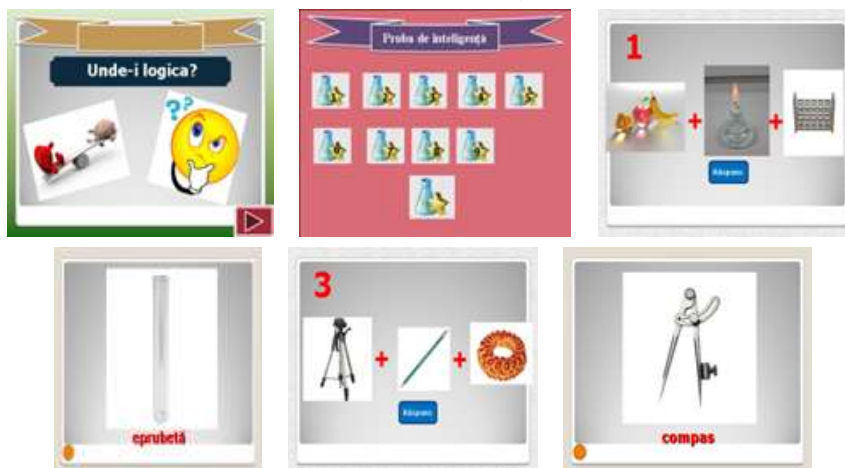 Unde-i logica?
??
Proba de inteligență
1
+
+
Răspuns
eprubetă
3
+
+
Răspuns
compas